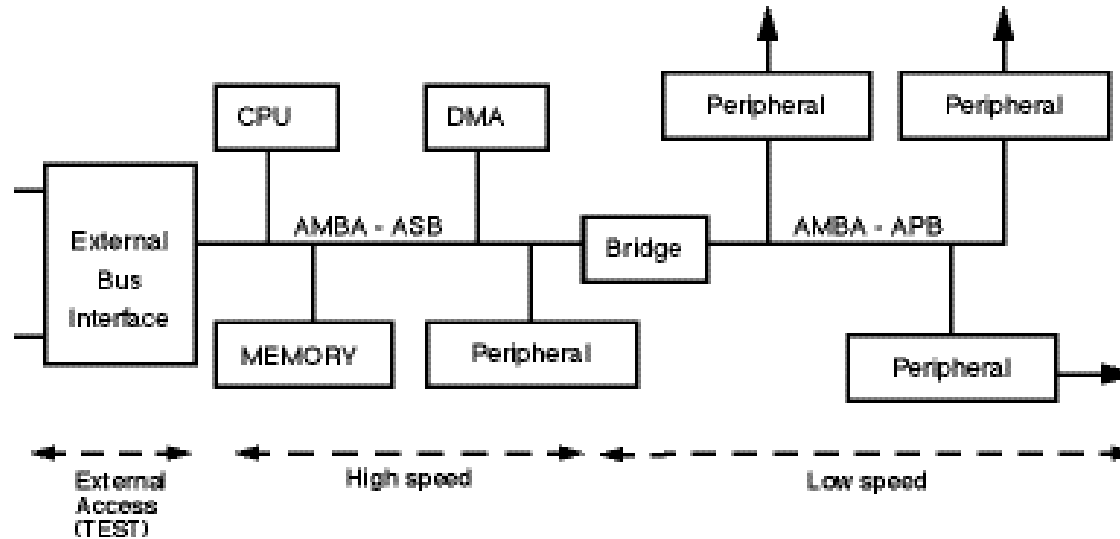 Peripheral
Peripheral
CPU
DMA
External
Bus
Interface
AMBA - ASB
Bridge
AMBA - APB
MEMORY
Peripheral
Peripheral
External
Access
(TEST)
High speed
Low speed